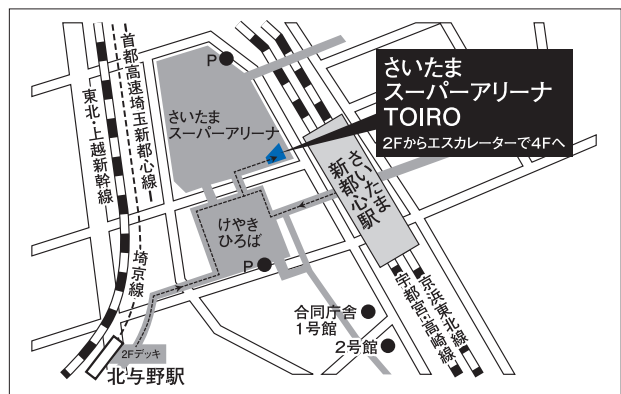 首都高速埼玉新都心線
東北・上越新幹線
埼京線
P
さいたま
スーパーアリーナ
さいたま
スーパーアリーナ
TOIRO
2Fからエスカレーターで4Fへ
さいたま
新都心駅
けやき
ひろば
P
合同庁舎
1号館
2号館
京浜東北線
宇都宮・高崎線
2Fデッキ
北与野駅